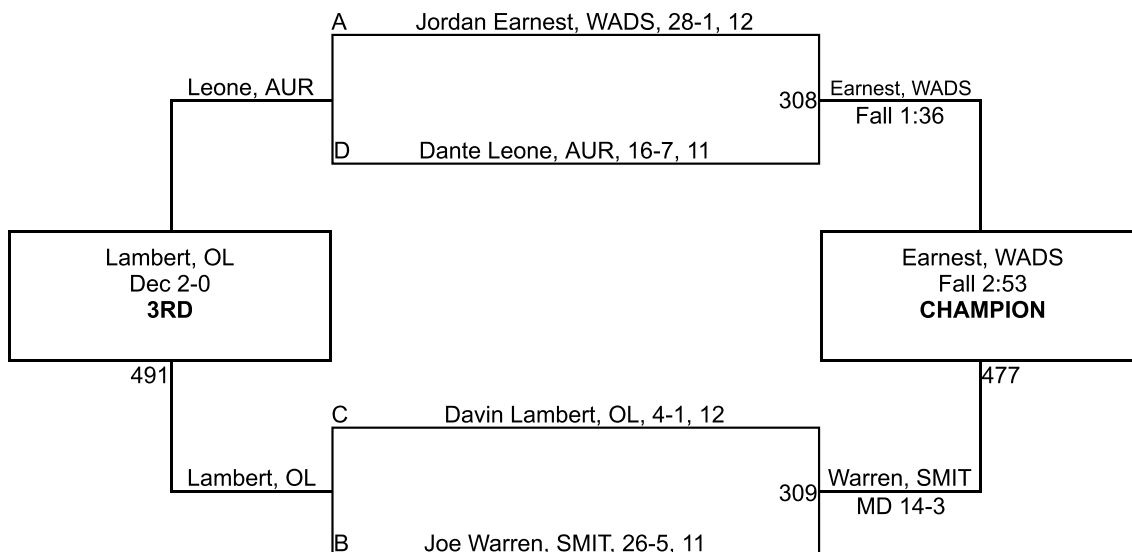 A
Jordan Earnest, WADS, 28-1, 12
Leone, AUR
308
Earnest, WADS
Fall 1:36
D
Dante Leone, AUR, 16-7, 11
Lambert, OL
Dec 2-0
3RD
Earnest, WADS
Fall 2:53
CHAMPION
491
477
C
Davin Lambert, OL, 4-1, 12
Lambert, OL
309
Warren, SMIT
MD 14-3
B
Joe Warren, SMIT, 26-5, 11